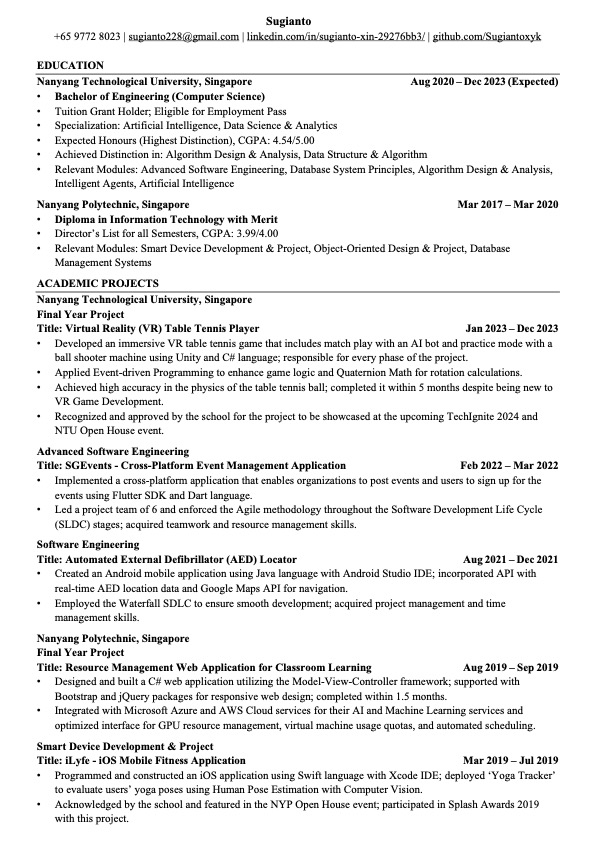 Sugianto
+65 9772 8023 | sugianto228@gmail.com | linkedin.com/in/sugianto-xin-29276bb3/ | github.com/Sugiantoxyk
EDUCATION
Nanyang Technological University, Singapore Aug 2020 – Dec 2023 (Expected)
• Bachelor of Engineering (Computer Science)
• Tuition Grant Holder; Eligible for Employment Pass
• Specialization: Artificial Intelligence, Data Science & Analytics
• Expected Honours (Highest Distinction), CGPA: 4.54/5.00
• Achieved Distinction in: Algorithm Design & Analysis, Data Structure & Algorithm
• Relevant Modules: Advanced Software Engineering, Database System Principles, Algorithm Design & Analysis,
Intelligent Agents, Artificial Intelligence
Nanyang Polytechnic, Singapore Mar 2017 – Mar 2020
• Diploma in Information Technology with Merit
• Director’s List for all Semesters, CGPA: 3.99/4.00
• Relevant Modules: Smart Device Development & Project, Object-Oriented Design & Project, Database
Management Systems
ACADEMIC PROJECTS
Nanyang Technological University, Singapore
Final Year Project
Title: Virtual Reality (VR) Table Tennis Player Jan 2023 – Dec 2023
• Developed an immersive VR table tennis game that includes match play with an AI bot and practice mode with a
ball shooter machine using Unity and C# language; responsible for every phase of the project.
• Applied Event-driven Programming to enhance game logic and Quaternion Math for rotation calculations.
• Achieved high accuracy in the physics of the table tennis ball; completed it within 5 months despite being new to
VR Game Development.
• Recognized and approved by the school for the project to be showcased at the upcoming TechIgnite 2024 and
NTU Open House event.
Advanced Software Engineering
Title: SGEvents - Cross-Platform Event Management Application Feb 2022 – Mar 2022
• Implemented a cross-platform application that enables organizations to post events and users to sign up for the
events using Flutter SDK and Dart language.
• Led a project team of 6 and enforced the Agile methodology throughout the Software Development Life Cycle
(SLDC) stages; acquired teamwork and resource management skills.
Software Engineering
Title: Automated External Defibrillator (AED) Locator Aug 2021 – Dec 2021
• Created an Android mobile application using Java language with Android Studio IDE; incorporated API with
real-time AED location data and Google Maps API for navigation.
• Employed the Waterfall SDLC to ensure smooth development; acquired project management and time
management skills.
Nanyang Polytechnic, Singapore
Final Year Project
Title: Resource Management Web Application for Classroom Learning Aug 2019 – Sep 2019
• Designed and built a C# web application utilizing the Model-View-Controller framework; supported with
Bootstrap and jQuery packages for responsive web design; completed within 1.5 months.
• Integrated with Microsoft Azure and AWS Cloud services for their AI and Machine Learning services and
optimized interface for GPU resource management, virtual machine usage quotas, and automated scheduling.
Smart Device Development & Project
Title: iLyfe - iOS Mobile Fitness Application Mar 2019 – Jul 2019
• Programmed and constructed an iOS application using Swift language with Xcode IDE; deployed ‘Yoga Tracker’
to evaluate users’ yoga poses using Human Pose Estimation with Computer Vision.
• Acknowledged by the school and featured in the NYP Open House event; participated in Splash Awards 2019
with this project.